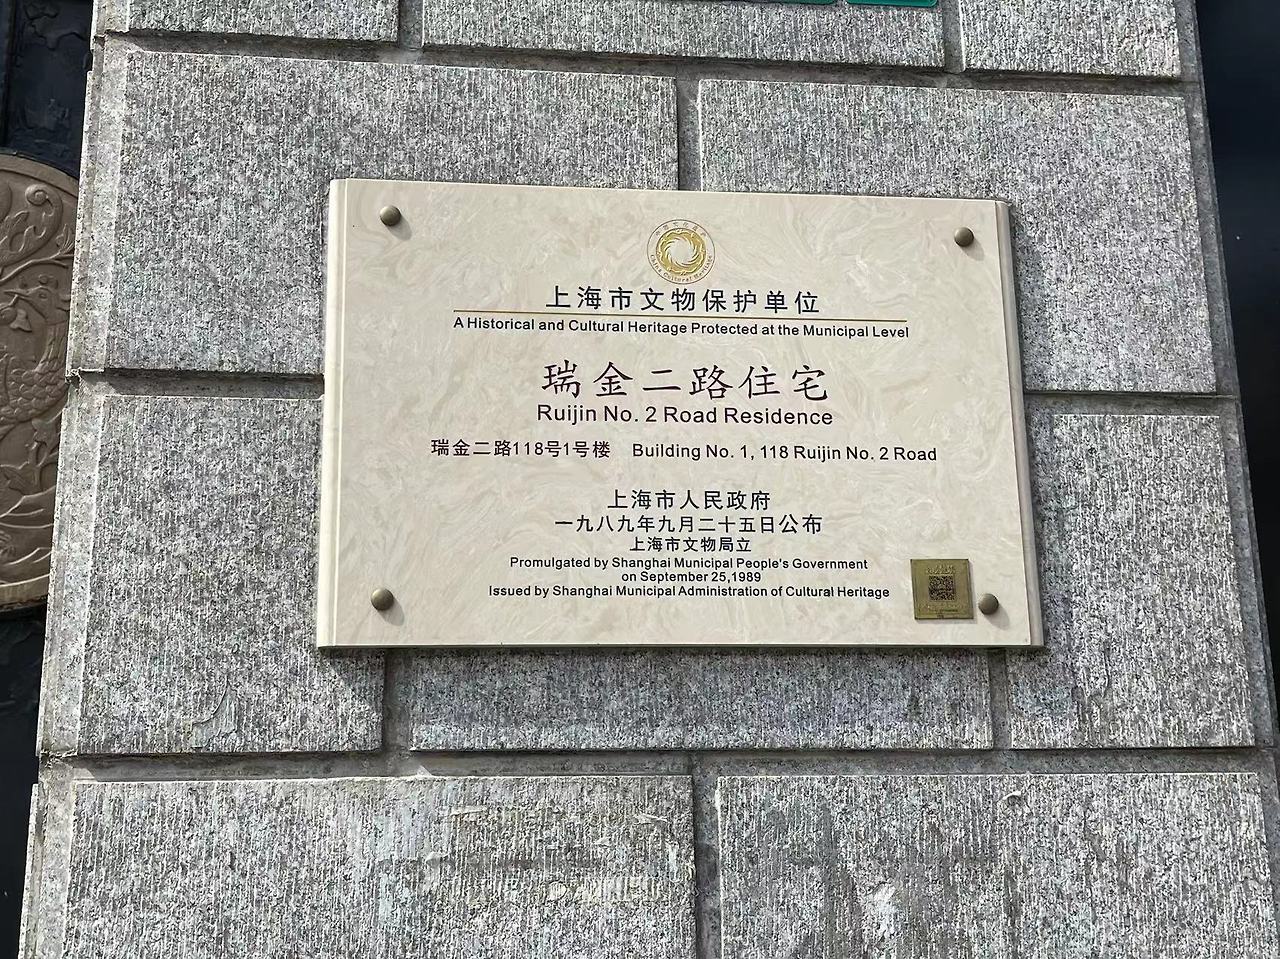 上海市文物保护单位
A Historical and Cultural Heritage Protected at the Municipal Level
瑞金二路住宅
Ruijin No. 2 Road Residence
瑞金二路118号1号楼 Building No. 1, 118 Ruijin No. 2 Road
上海市人民政府
一九八九年九月二十五日公布
上海市文物局立
Promulgated by Shanghai Municipal People's Government
on September 25,1989
Issued by Shanghai Municipal Administration of Cultural Heritage